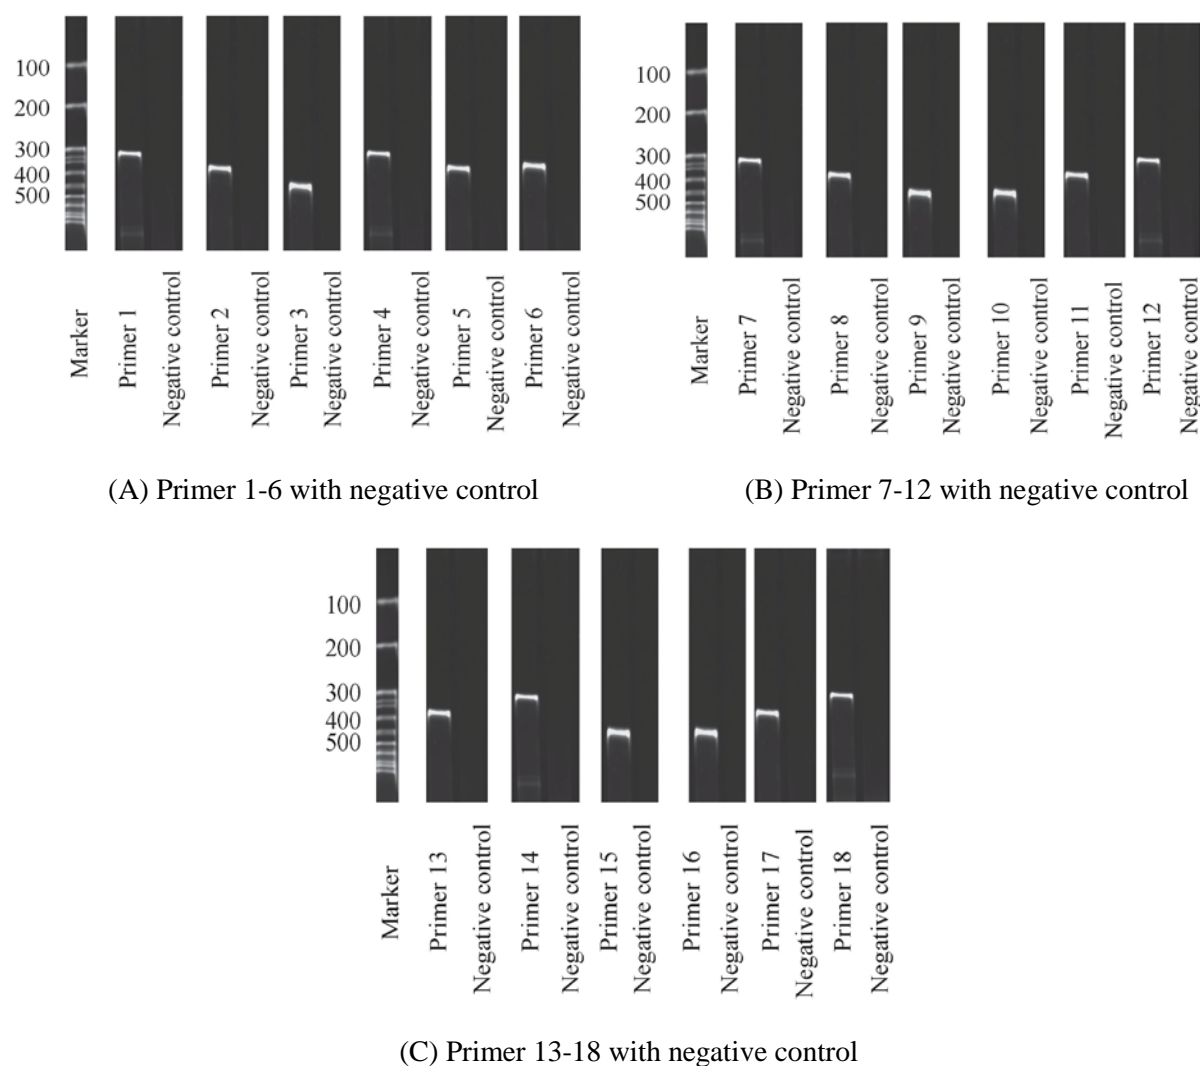 100
200
300
400
500
Marker
Primer 1
Negative control
Primer 2
Negative control
Primer 3
Negative control
Primer 4
Negative control
Primer 5
Negative control
Primer 6
Negative control
(A) Primer 1-6 with negative control
100
200
300
400
500
Marker
Primer 7
Negative control
Primer 8
Negative control
Primer 9
Negative control
Primer 10
Negative control
Primer 11
Negative control
Primer 12
Negative control
(B) Primer 7-12 with negative control
100
200
300
400
500
Marker
Primer 13
Negative control
Primer 14
Negative control
Primer 15
Negative control
Primer 16
Negative control
Primer 17
Negative control
Primer 18
Negative control
(C) Primer 13-18 with negative control